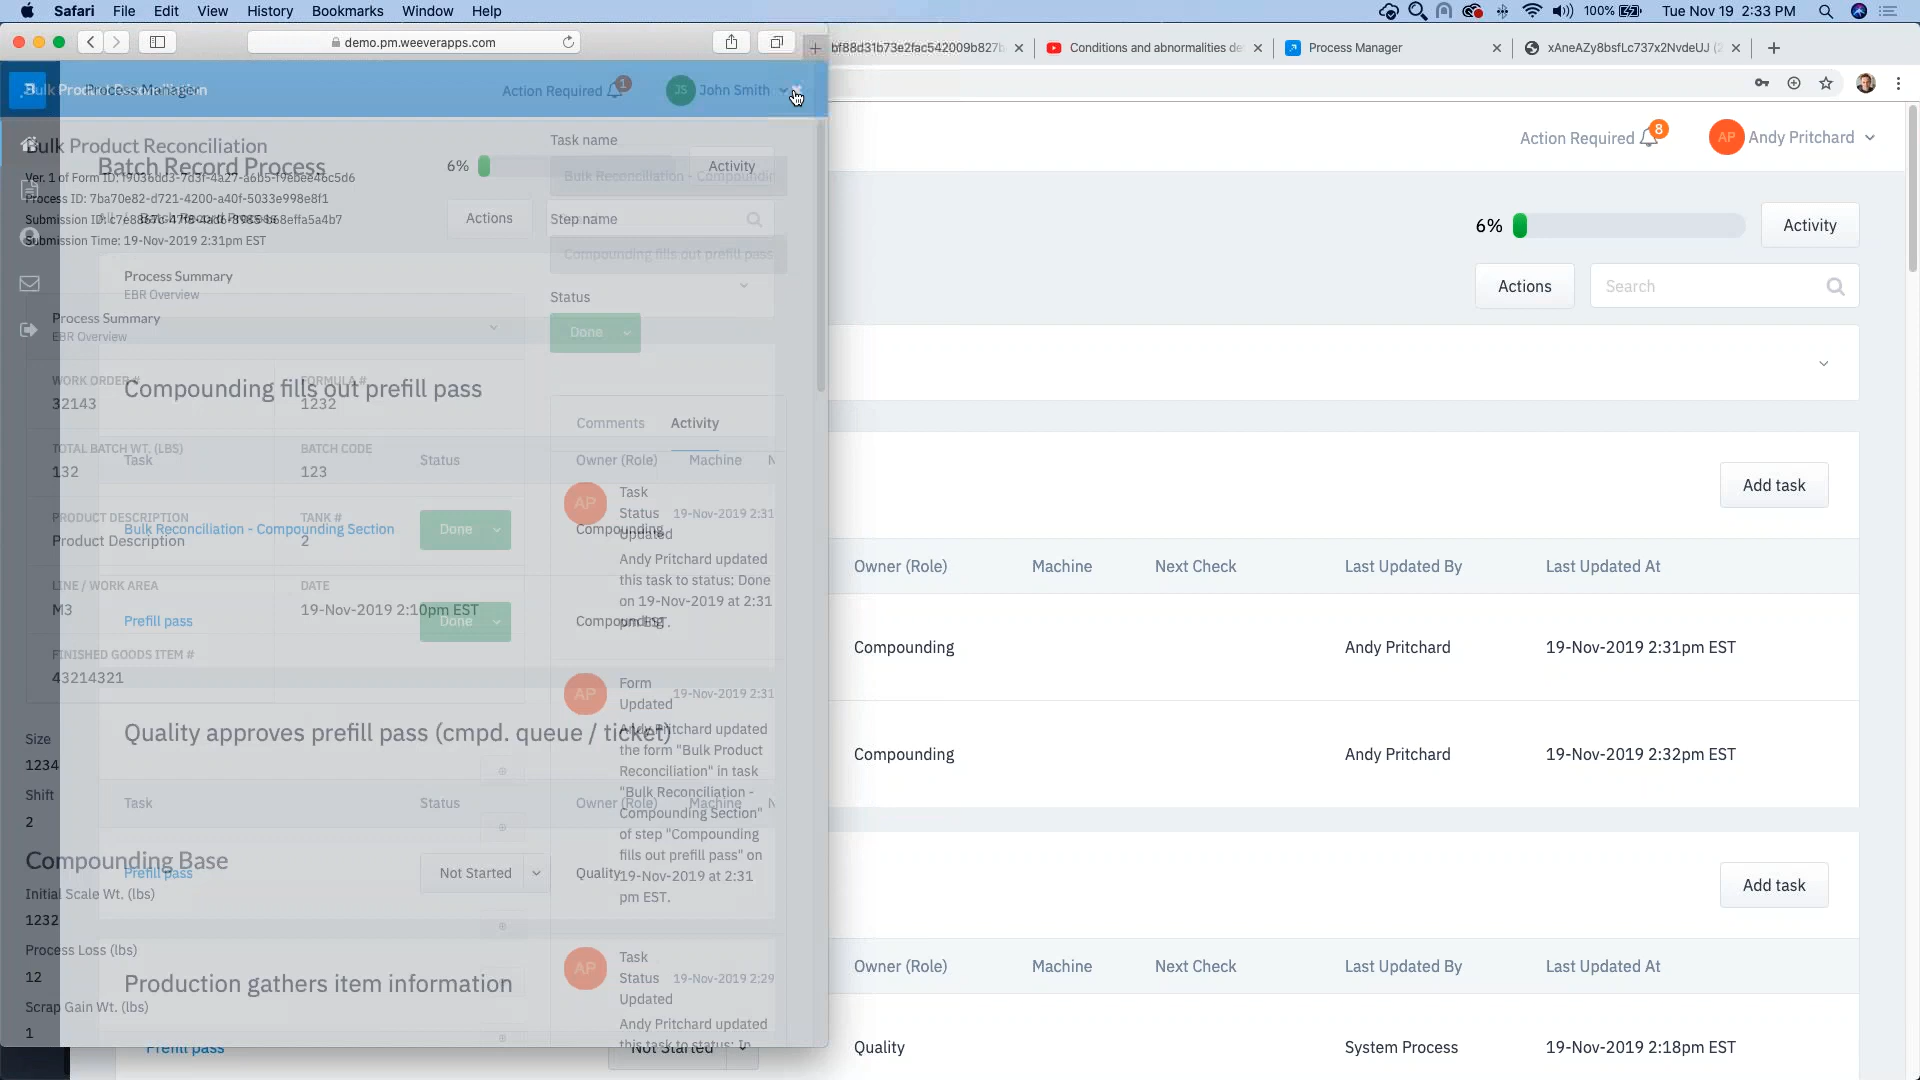 Safari File Edit View History Bookmarks Window Help
100% Tue Nov 19 2:33 PM
demo.pm.weeverapps.com
bf88d31b73e2fac542009b827b
Conditions and abnormalities de
Process Manager
xAneAZy8bsfLc737x2NvdeUJ (2
Bulk Product Reconciliation
Process Manager
Action Required 1
JS John Smith
Action Required 8
AP Andy Pritchard
Bulk Product Reconciliation
Batch Record Process
6%
Activity
Ver. 1 of Form ID: f9036dd3-7d3f-4a27-a6b5-f9ebee46c5d6
Process ID: 7ba70e82-d721-4200-a40f-5033e998e8f1
Submission Time: 19-Nov-2019 2:31pm EST
Batch Record Process
Actions
Task name
Bulk Reconciliation - Compoundin
Step name
Compounding fills out prefill pass
Status
Done
6%
Activity
Actions
Search
Process Summary
EBR Overview
Process Summary
EBR Overview
Compounding fills out prefill pass
WORK ORDER #
32143
FORMULA #
1232
TOTAL BATCH WT. (LBS)
132
BATCH CODE
123
Task Status Owner (Role) Machine N
PRODUCT DESCRIPTION
Product Description
TANK #
2
Bulk Reconciliation - Compounding Section
Done
Compounding
LINE / WORK AREA
M3
DATE
19-Nov-2019 2:10pm EST
Prefill pass
Done
Compounding
FINISHED GOODS ITEM #
43214321
Comments Activity
AP
Task
Status
Updated
19-Nov-2019 2:31
Andy Pritchard updated
this task to status: Done
on 19-Nov-2019 at 2:31
pm EST.
AP
Form
Updated
19-Nov-2019 2:31
Andy Pritchard updated
the form "Bulk Product
Reconciliation" in task
"Bulk Reconciliation -
Compounding Section"
of step "Compounding
fills out prefill pass" on
19-Nov-2019 at 2:31
pm EST.
AP
Task
Status
Updated
19-Nov-2019 2:29
Andy Pritchard updated
this task to status: In
Quality approves prefill pass (cmpd. queue / ticket)
Size
1234
Shift
2
Task Status Owner (Role) Machine N
Compounding Base
Prefill pass
Not Started
Quality
Initial Scale Wt. (lbs)
1232
Process Loss (lbs)
12
Production gathers item information
Scrap Gain Wt. (lbs)
1
Prefill pass
Not Started
Add task
Owner (Role) Machine Next Check Last Updated By Last Updated At
Compounding Andy Pritchard 19-Nov-2019 2:31pm EST
Compounding Andy Pritchard 19-Nov-2019 2:32pm EST
Add task
Owner (Role) Machine Next Check Last Updated By Last Updated At
Quality System Process 19-Nov-2019 2:18pm EST